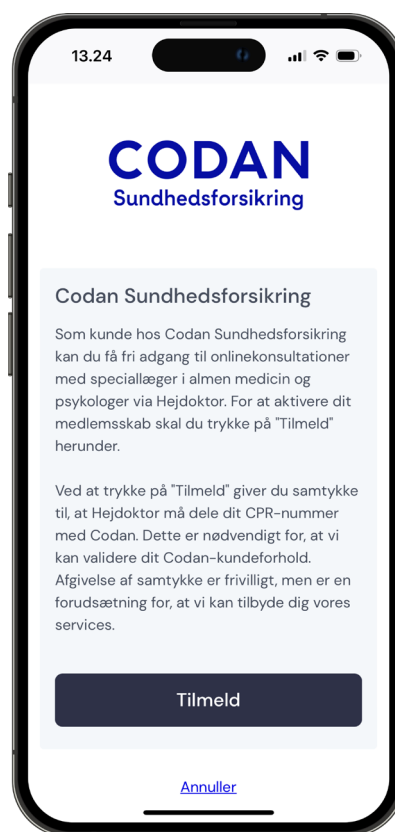 13.24
CODAN
Sundhedsforsikring
Codan Sundhedsforsikring
Som kunde hos Codan Sundhedsforsikring
kan du få fri adgang til onlinekonsultationer
med speciallæger i almen medicin og
psykologer via Hejdoktor. For at aktivere dit
medlemsskab skal du trykke på "Tilmeld"
herunder.
Ved at trykke på "Tilmeld" giver du samtykke
til, at Hejdoktor må dele dit CPR-nummer
med Codan. Dette er nødvendigt for, at vi
kan validere dit Codan-kundeforhold.
Afgivelse af samtykke er frivilligt, men er en
forudsætning for, at vi kan tilbyde dig vores
services.
Tilmeld
Annuller